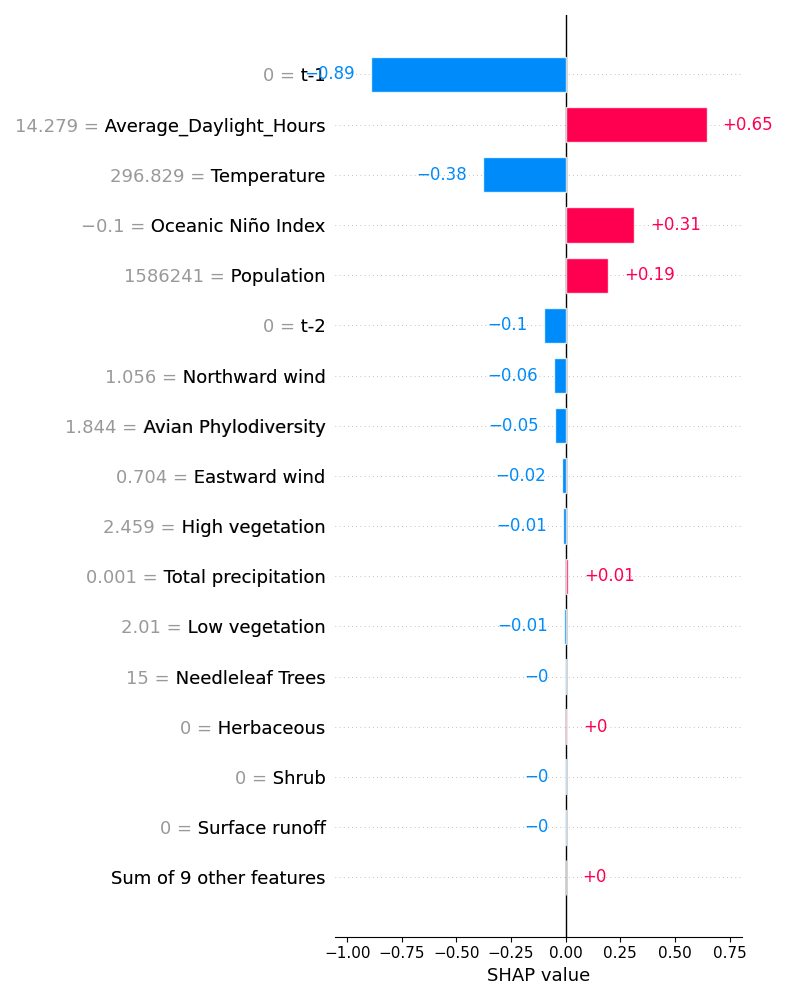 0 = t-1 −0.89
14.279 = Average_Daylight_Hours +0.65
296.829 = Temperature −0.38
−0.1 = Oceanic Niño Index +0.31
1586241 = Population +0.19
0 = t-2 −0.1
1.056 = Northward wind −0.06
1.844 = Avian Phylodiversity −0.05
0.704 = Eastward wind −0.02
2.459 = High vegetation −0.01
0.001 = Total precipitation +0.01
2.01 = Low vegetation −0.01
15 = Needleleaf Trees −0
0 = Herbaceous +0
0 = Shrub −0
0 = Surface runoff −0
Sum of 9 other features +0
−1.00 −0.75 −0.50 −0.25 0.00 0.25 0.50 0.75
SHAP value